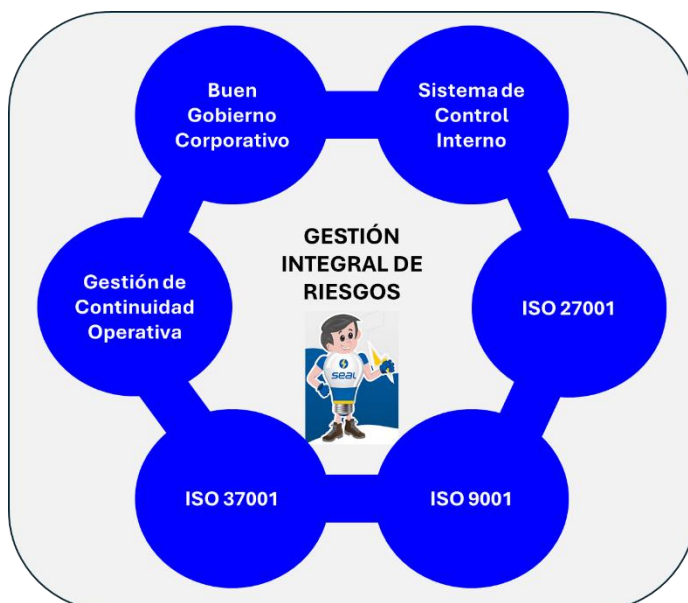 Buen
Gobierno
Corporativo
Sistema de
Control
Interno
GESTIÓN
INTEGRAL DE
RIESGOS
Gestión de
Continuidad
Operativa
ISO 27001
seal
ISO 37001
ISO 9001